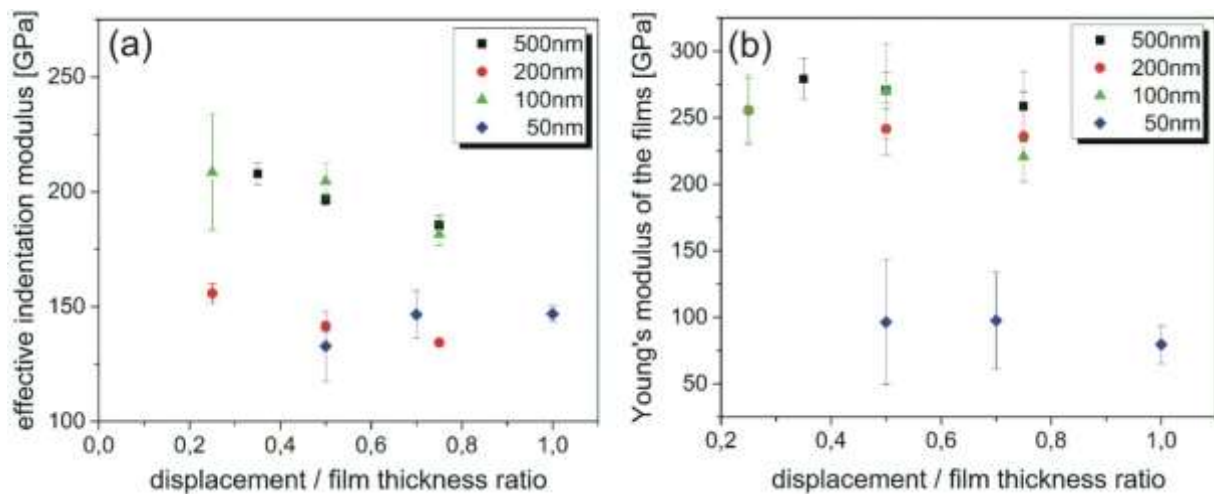 (a)
500nm
200nm
100nm
50nm
effective indentation modulus [GPa]
250
200
150
100
0,0 0,2 0,4 0,6 0,8 1,0
displacement / film thickness ratio
(b)
500nm
200nm
100nm
50nm
Young's modulus of the films [GPa]
300
250
200
150
100
50
0,2 0,4 0,6 0,8 1,0
displacement / film thickness ratio